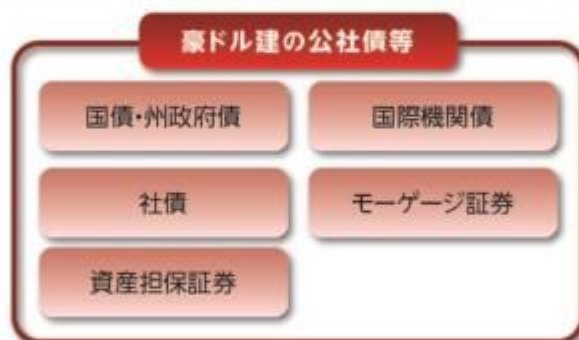 豪ドル建の公社債等
国債・州政府債
国際機関債
社債
モーゲージ証券
資産担保証券